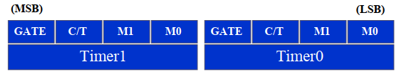 (MSB) (LSB)
GATE C/T M1 M0 GATE C/T M1 M0
Timer1 Timer0